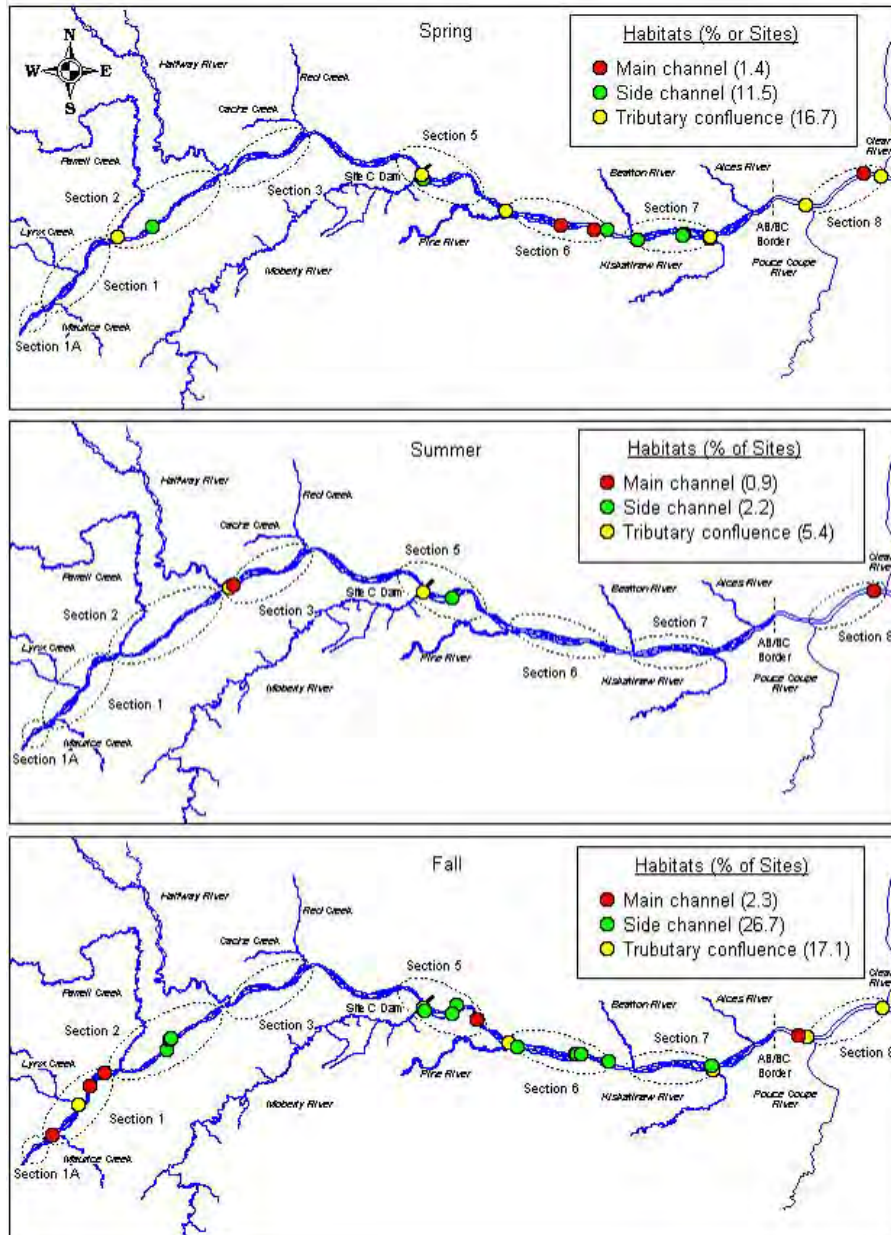 Spring
Habitats (% or Sites)
Main channel (1.4)
Side channel (11.5)
Tributary confluence (16.7)
N
W E
S
Halfway River
Red Creek
Cache Creek
Farrell Creek
Section 5
Section 2
Site C Dam
Section 3
Beatton River
Alces River
Clear
River
Lynx Creek
Pine River
Section 7
Section 8
AB/BC
Border
Section 6
Moberly River
Kiskatinaw River
Pouce Coupe
River
Section 1
Maurice Creek
Section 1A
Summer
Habitats (% of Sites)
Main channel (0.9)
Side channel (2.2)
Tributary confluence (5.4)
Halfway River
Red Creek
Cache Creek
Farrell Creek
Section 5
Section 2
Site C Dam
Section 3
Beatton River
Alces River
Clear
River
Lynx Creek
Pine River
Section 7
Section 8
AB/BC
Border
Section 6
Moberly River
Kiskatinaw River
Pouce Coupe
River
Section 1
Maurice Creek
Section 1A
Fall
Habitats (% of Sites)
Main channel (2.3)
Side channel (26.7)
Trubutary confluence (17.1)
Halfway River
Red Creek
Cache Creek
Farrell Creek
Section 5
Section 2
Site C Dam
Section 3
Beatton River
Alces River
Clear
River
Lynx Creek
Pine River
Section 7
Section 8
AB/BC
Border
Section 6
Moberly River
Kiskatinaw River
Pouce Coupe
River
Section 1
Maurice Creek
Section 1A